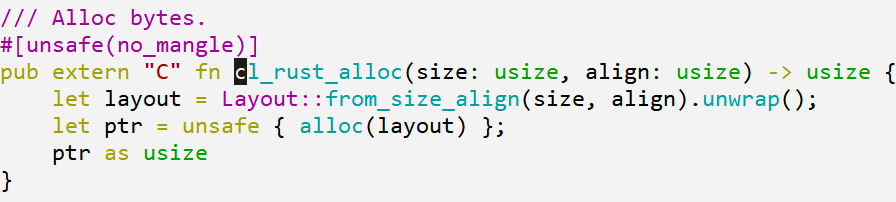 /// Alloc bytes.
#[unsafe(no_mangle)]
pub extern "C" fn cl_rust_alloc(size: usize, align: usize) -> usize {
    let layout = Layout::from_size_align(size, align).unwrap();
    let ptr = unsafe { alloc(layout) };
    ptr as usize
}